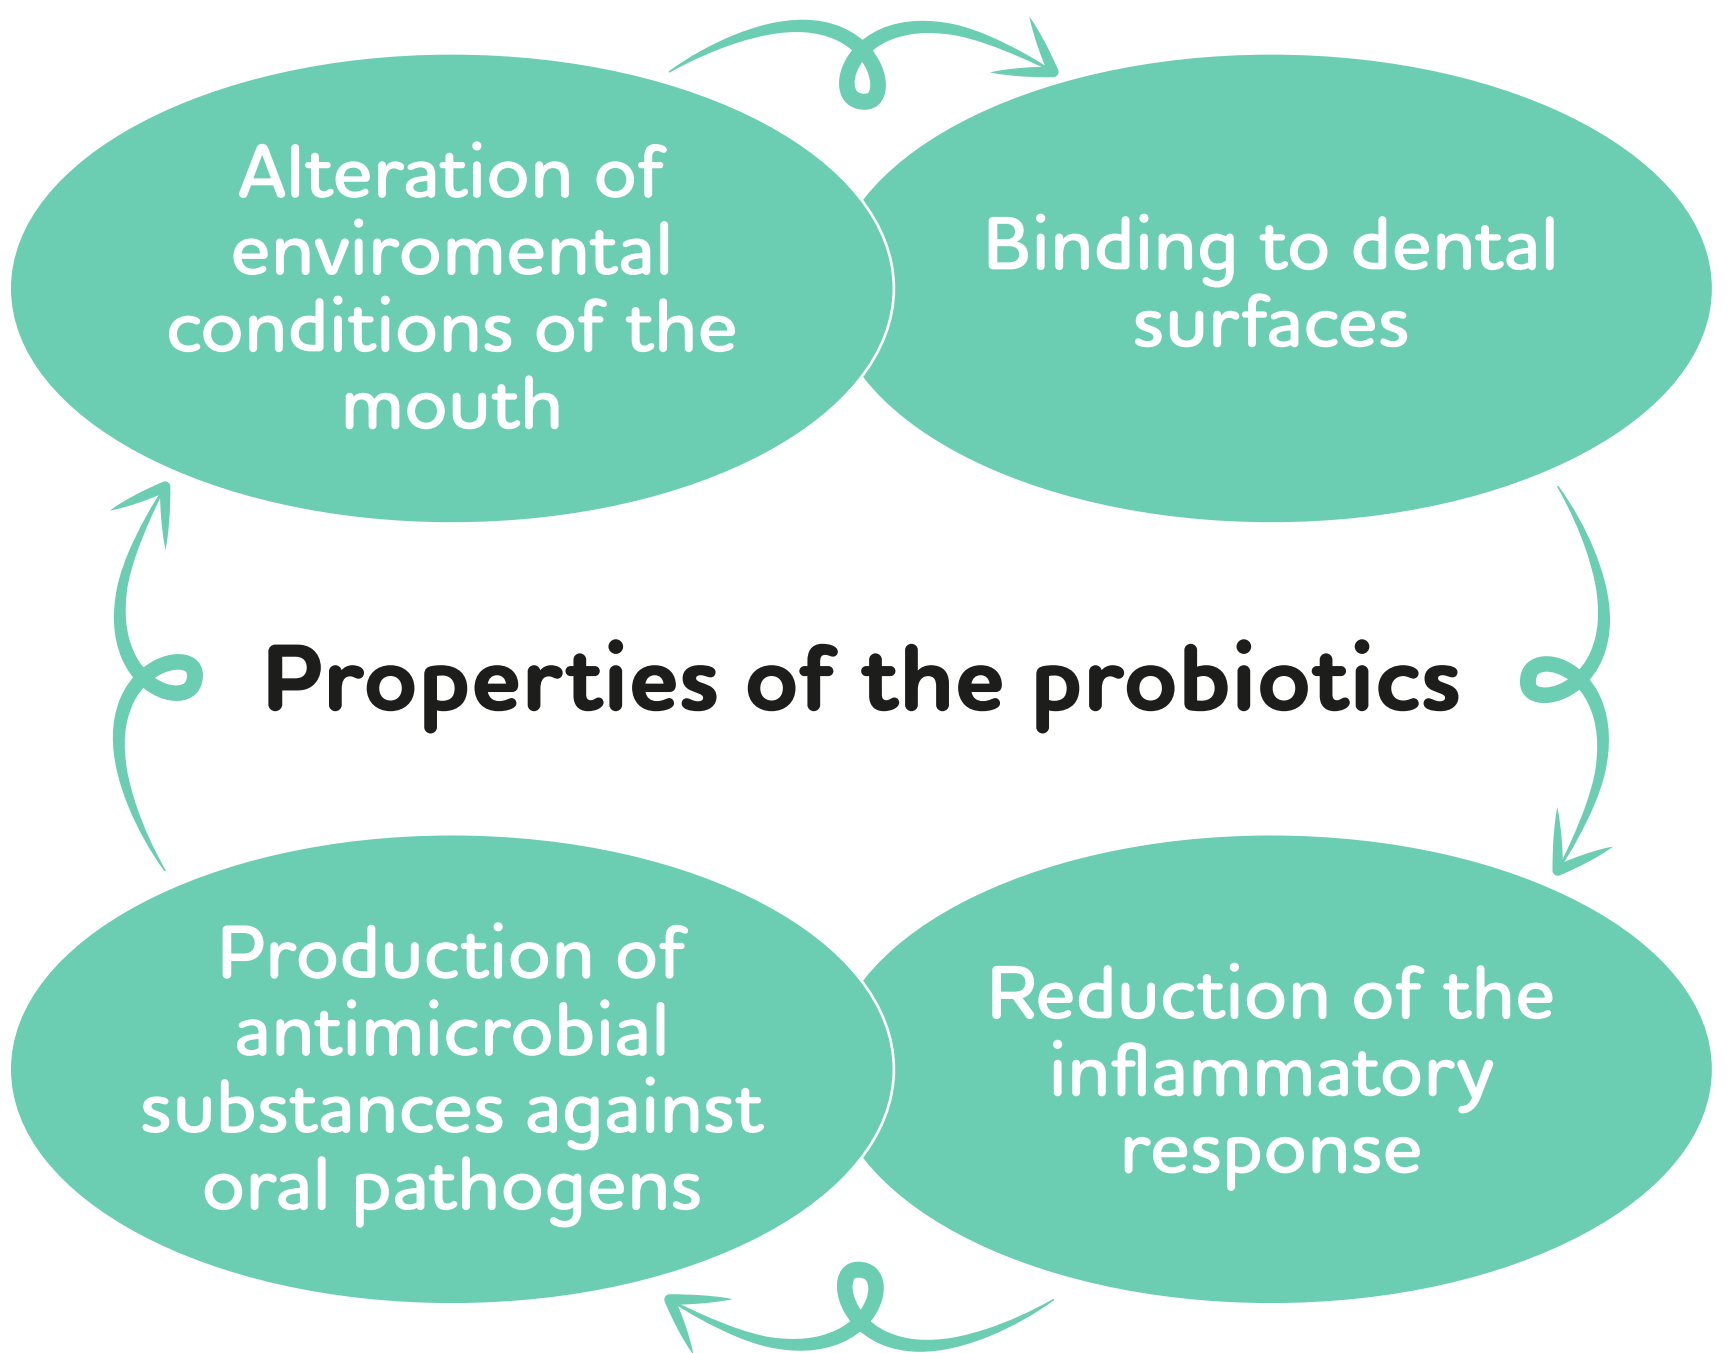 Alteration of
enviromental
conditions of the
mouth
Binding to dental
surfaces
Properties of the probiotics
Production of
antimicrobial
substances against
oral pathogens
Reduction of the
inflammatory
response